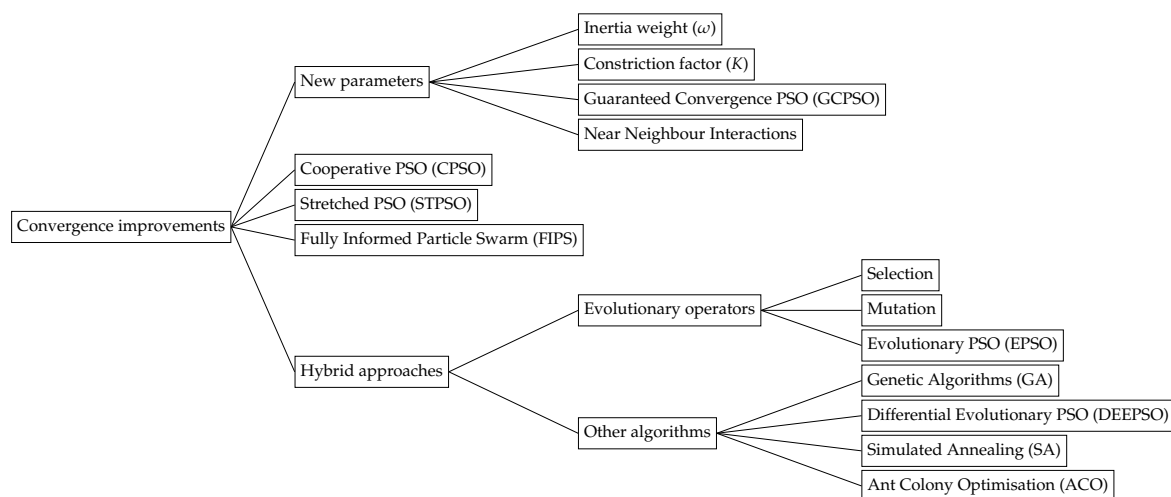 Convergence improvements
New parameters
Inertia weight (ω)
Constriction factor (K)
Guaranteed Convergence PSO (GCPSO)
Near Neighbour Interactions
Cooperative PSO (CPSO)
Stretched PSO (STPSO)
Fully Informed Particle Swarm (FIPS)
Hybrid approaches
Evolutionary operators
Selection
Mutation
Evolutionary PSO (EPSO)
Other algorithms
Genetic Algorithms (GA)
Differential Evolutionary PSO (DEEPSO)
Simulated Annealing (SA)
Ant Colony Optimisation (ACO)